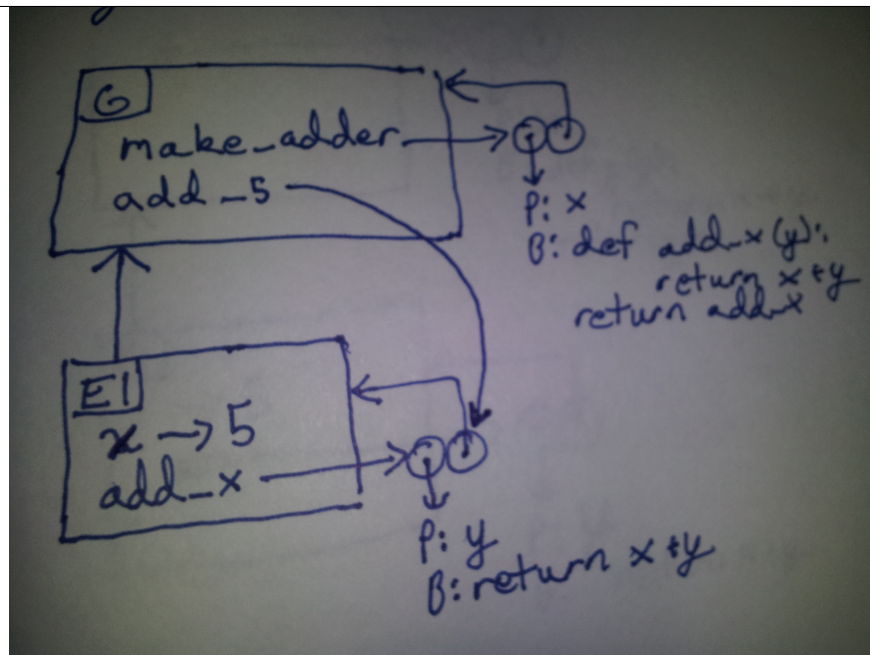 G
make_adder
add_5
P: x
B: def add_x(y):
return x+y
return add_x
E1
x → 5
add_x
P: y
B: return x+y